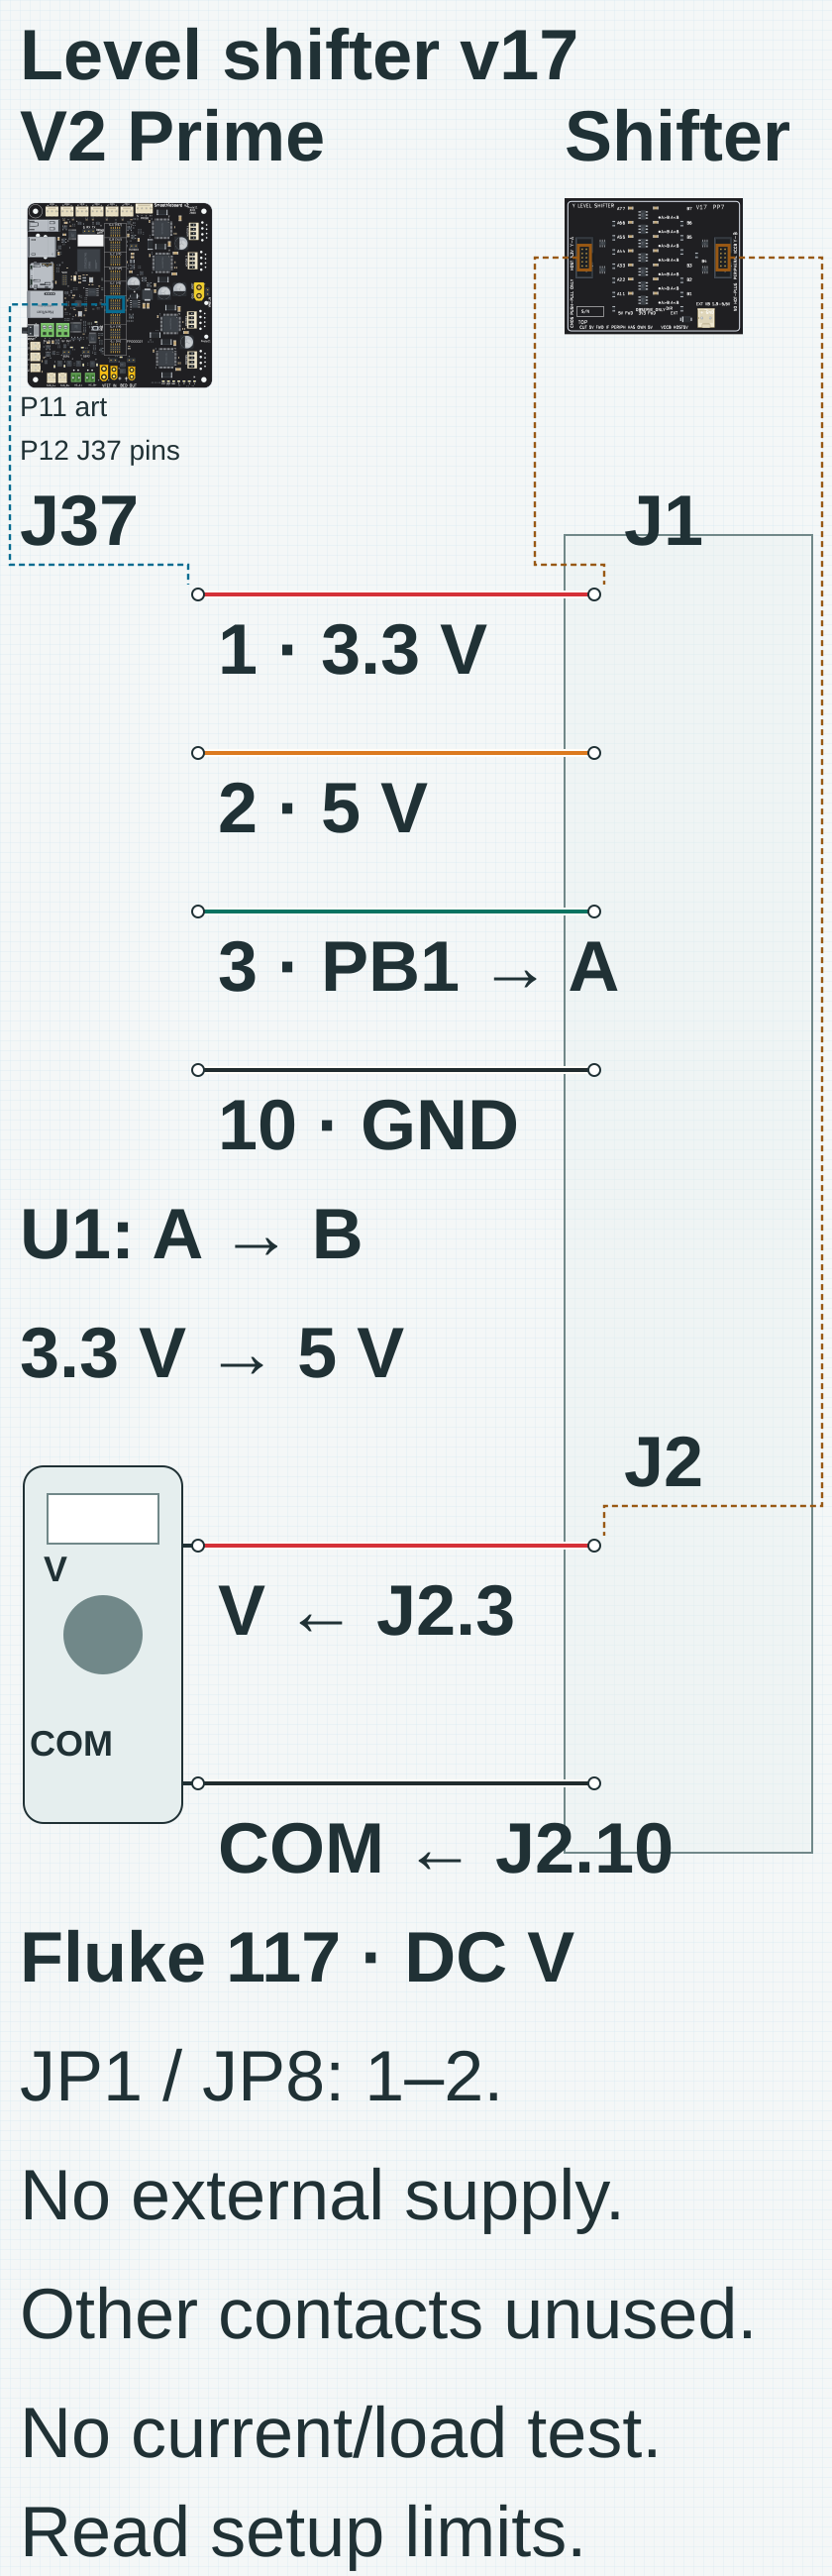 Level shifter v17
V2 Prime Shifter
P11 art
P12 J37 pins
J37 J1
1 · 3.3 V
2 · 5 V
3 · PB1 → A
10 · GND
U1: A → B
3.3 V → 5 V
J2
V
V ← J2.3
COM
COM ← J2.10
Fluke 117 · DC V
JP1 / JP8: 1–2.
No external supply.
Other contacts unused.
No current/load test.
Read setup limits.